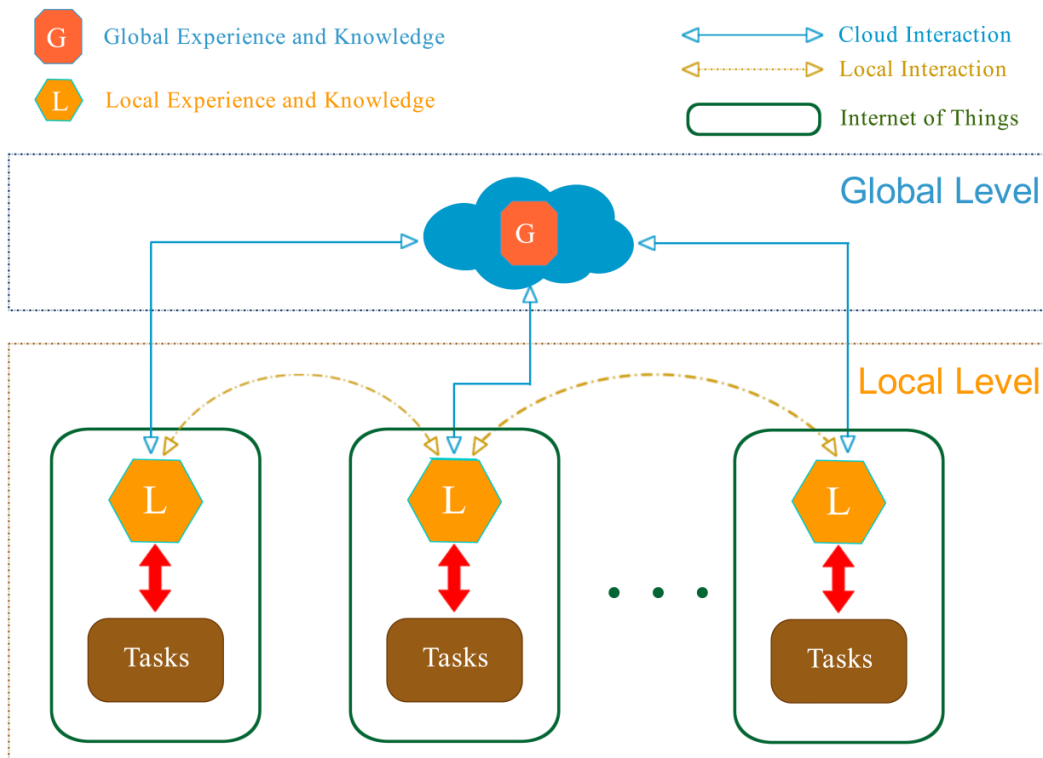 G Global Experience and Knowledge
L Local Experience and Knowledge
Cloud Interaction
Local Interaction
Internet of Things
Global Level
G
Local Level
L L L
Tasks Tasks Tasks